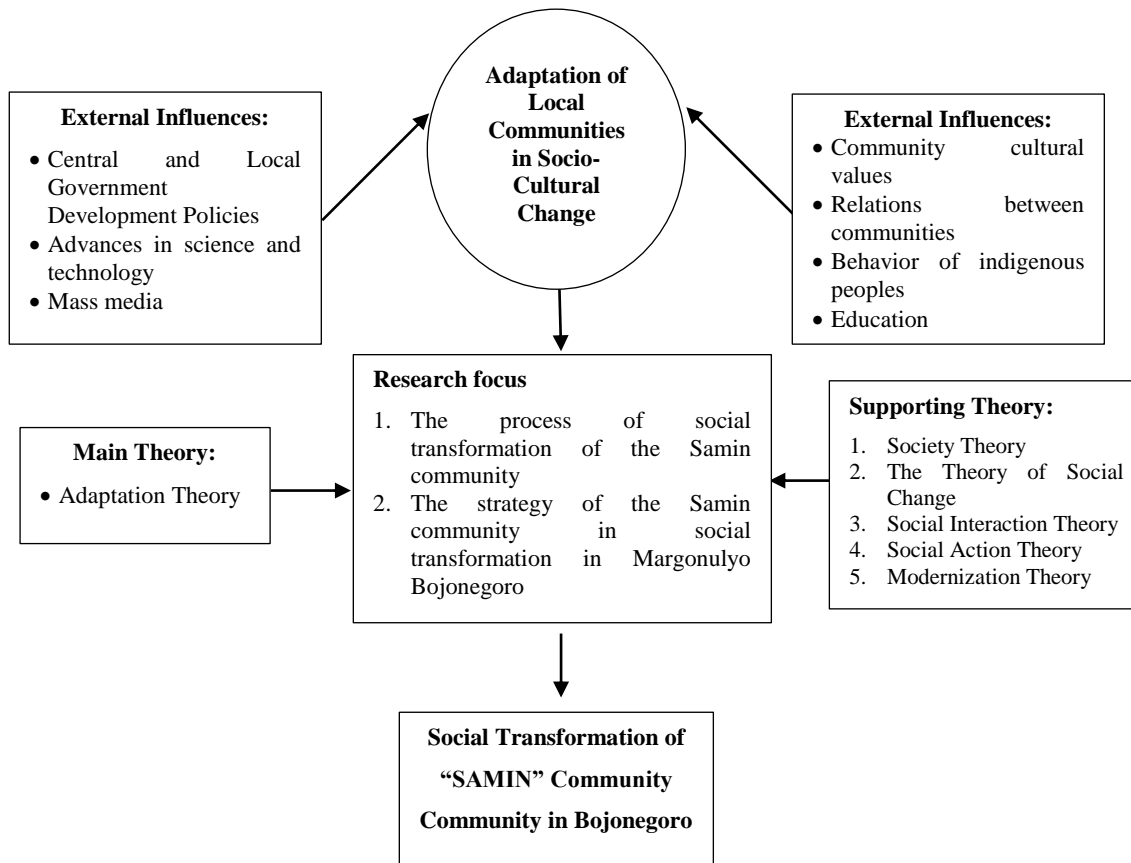 Adaptation of
Local
Communities
in Socio-
Cultural
Change
External Influences:
• Central and Local
Government
Development Policies
• Advances in science and
technology
• Mass media
External Influences:
• Community cultural
values
• Relations between
communities
• Behavior of indigenous
peoples
• Education
Research focus
1. The process of social
transformation of the Samin
community
2. The strategy of the Samin
community in social
transformation in Margonulyo
Bojonegoro
Main Theory:
• Adaptation Theory
Supporting Theory:
1. Society Theory
2. The Theory of Social
Change
3. Social Interaction Theory
4. Social Action Theory
5. Modernization Theory
Social Transformation of
“SAMIN” Community
Community in Bojonegoro